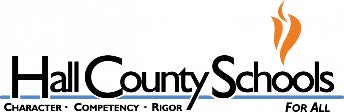 Hall County Schools
Character · Competency · Rigor For All